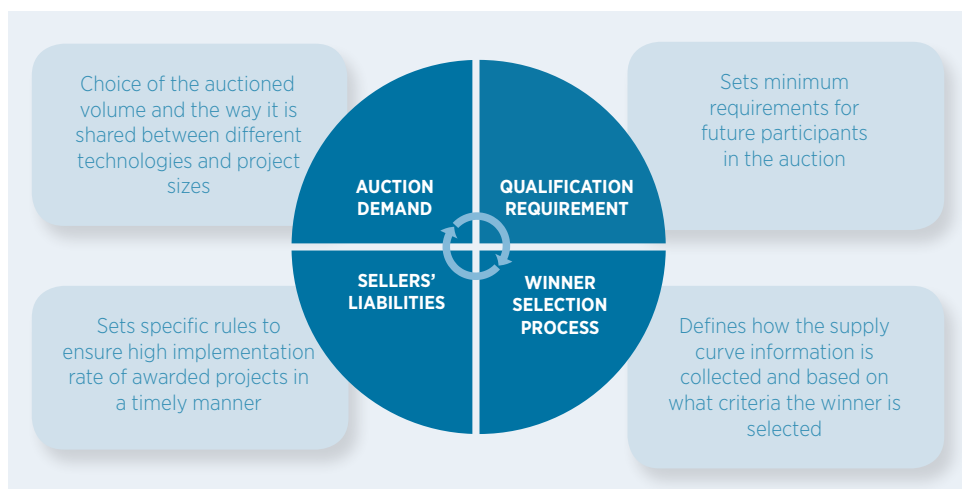 Choice of the auctioned
volume and the way it is
shared between different
technologies and project
sizes
AUCTION
DEMAND
Sets minimum
requirements for
future participants
in the auction
QUALIFICATION
REQUIREMENT
Sets specific rules to
ensure high implementation
rate of awarded projects in
a timely manner
SELLERS’
LIABILITIES
WINNER
SELECTION
PROCESS
Defines how the supply
curve information is
collected and based on
what criteria the winner is
selected